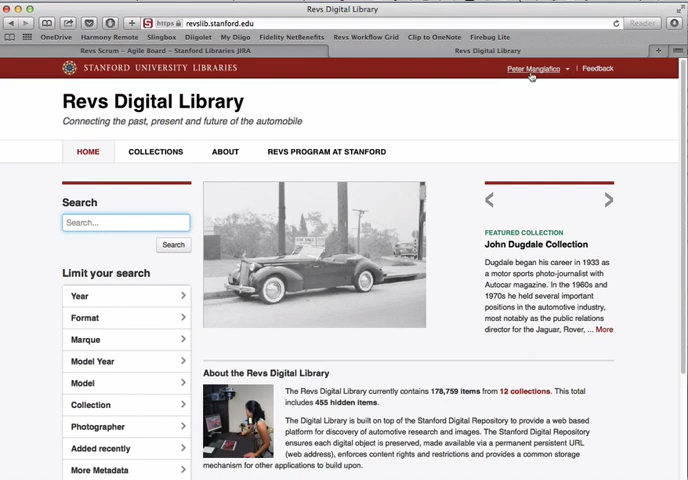 Revs Digital Library
https revslib.stanford.edu
Reader
OneDrive Harmony Remote Slingbox Diigolet My Diigo Fidelity NetBenefits Revs Workflow Grid Clip to OneNote Firebug Lite
Revs Scrum – Agile Board – Stanford Libraries JIRA
Revs Digital Library
STANFORD UNIVERSITY LIBRARIES
Peter Mangiafico | Feedback
Revs Digital Library
Connecting the past, present and future of the automobile
HOME COLLECTIONS ABOUT REVS PROGRAM AT STANFORD
Search
Search...
Search
Limit your search
Year
Format
Marque
Model Year
Model
Collection
Photographer
Added recently
More Metadata
FEATURED COLLECTION
John Dugdale Collection
Dugdale began his career in 1933 as
a motor sports photo-journalist with
Autocar magazine. In the 1960s and
1970s he held several important
positions in the automotive industry,
most notably as the public relations
director for the Jaguar, Rover, ... More
About the Revs Digital Library
The Revs Digital Library currently contains 178,759 items from 12 collections. This total
includes 455 hidden items.
The Digital Library is built on top of the Stanford Digital Repository to provide a web based
platform for discovery of automotive research and images. The Stanford Digital Repository
ensures each digital object is preserved, made available via a permanent persistent URL
(web address), enforces content rights and restrictions and provides a common storage
mechanism for other applications to build upon.